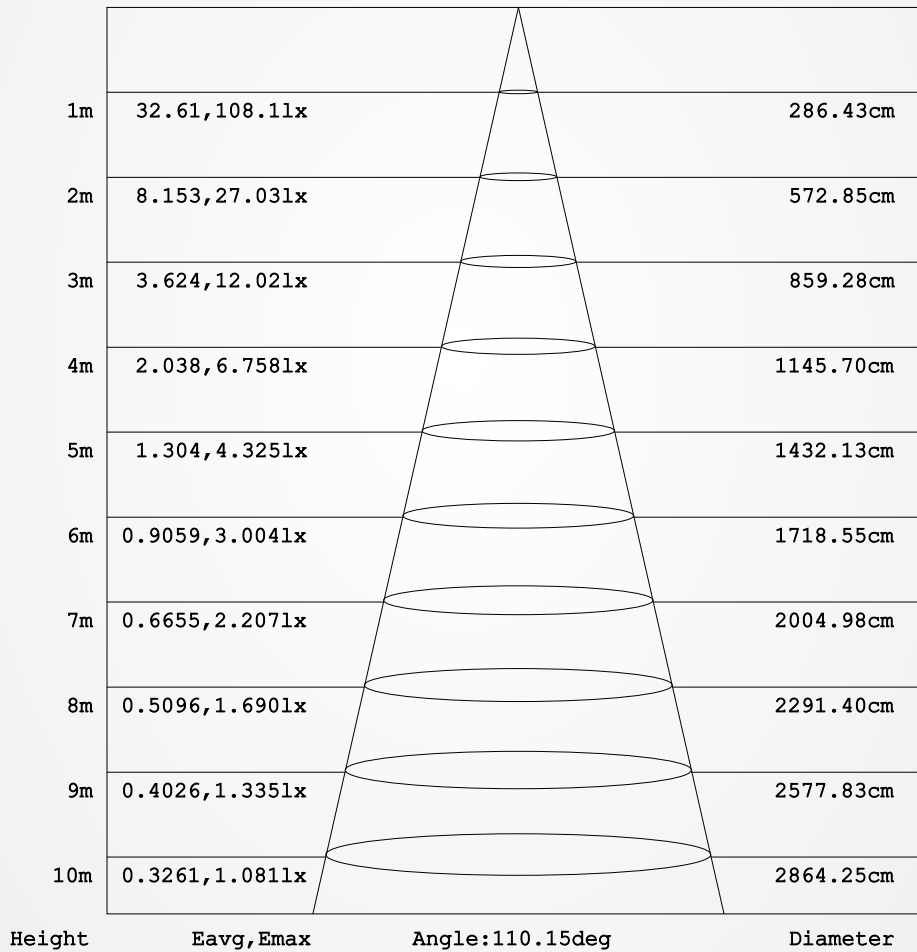 1m 32.61,108.1lx 286.43cm
2m 8.153,27.03lx 572.85cm
3m 3.624,12.02lx 859.28cm
4m 2.038,6.758lx 1145.70cm
5m 1.304,4.325lx 1432.13cm
6m 0.9059,3.004lx 1718.55cm
7m 0.6655,2.207lx 2004.98cm
8m 0.5096,1.690lx 2291.40cm
9m 0.4026,1.335lx 2577.83cm
10m 0.3261,1.081lx 2864.25cm
Height Eavg,Emax Angle:110.15deg Diameter